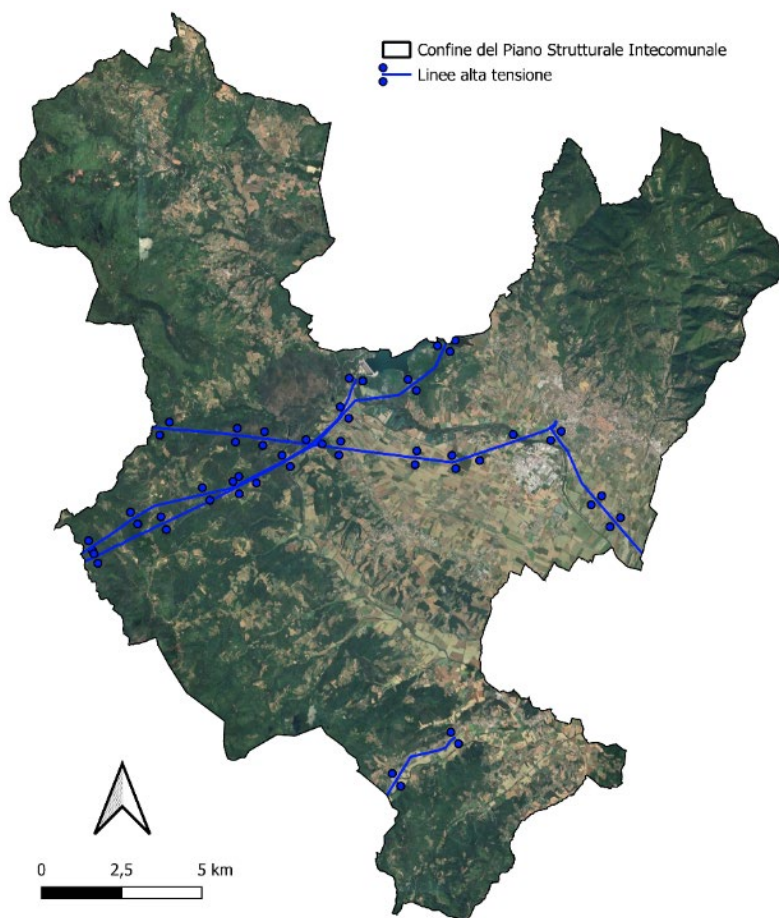 Confine del Piano Strutturale Intecomunale
Linee alta tensione
0 2,5 5 km